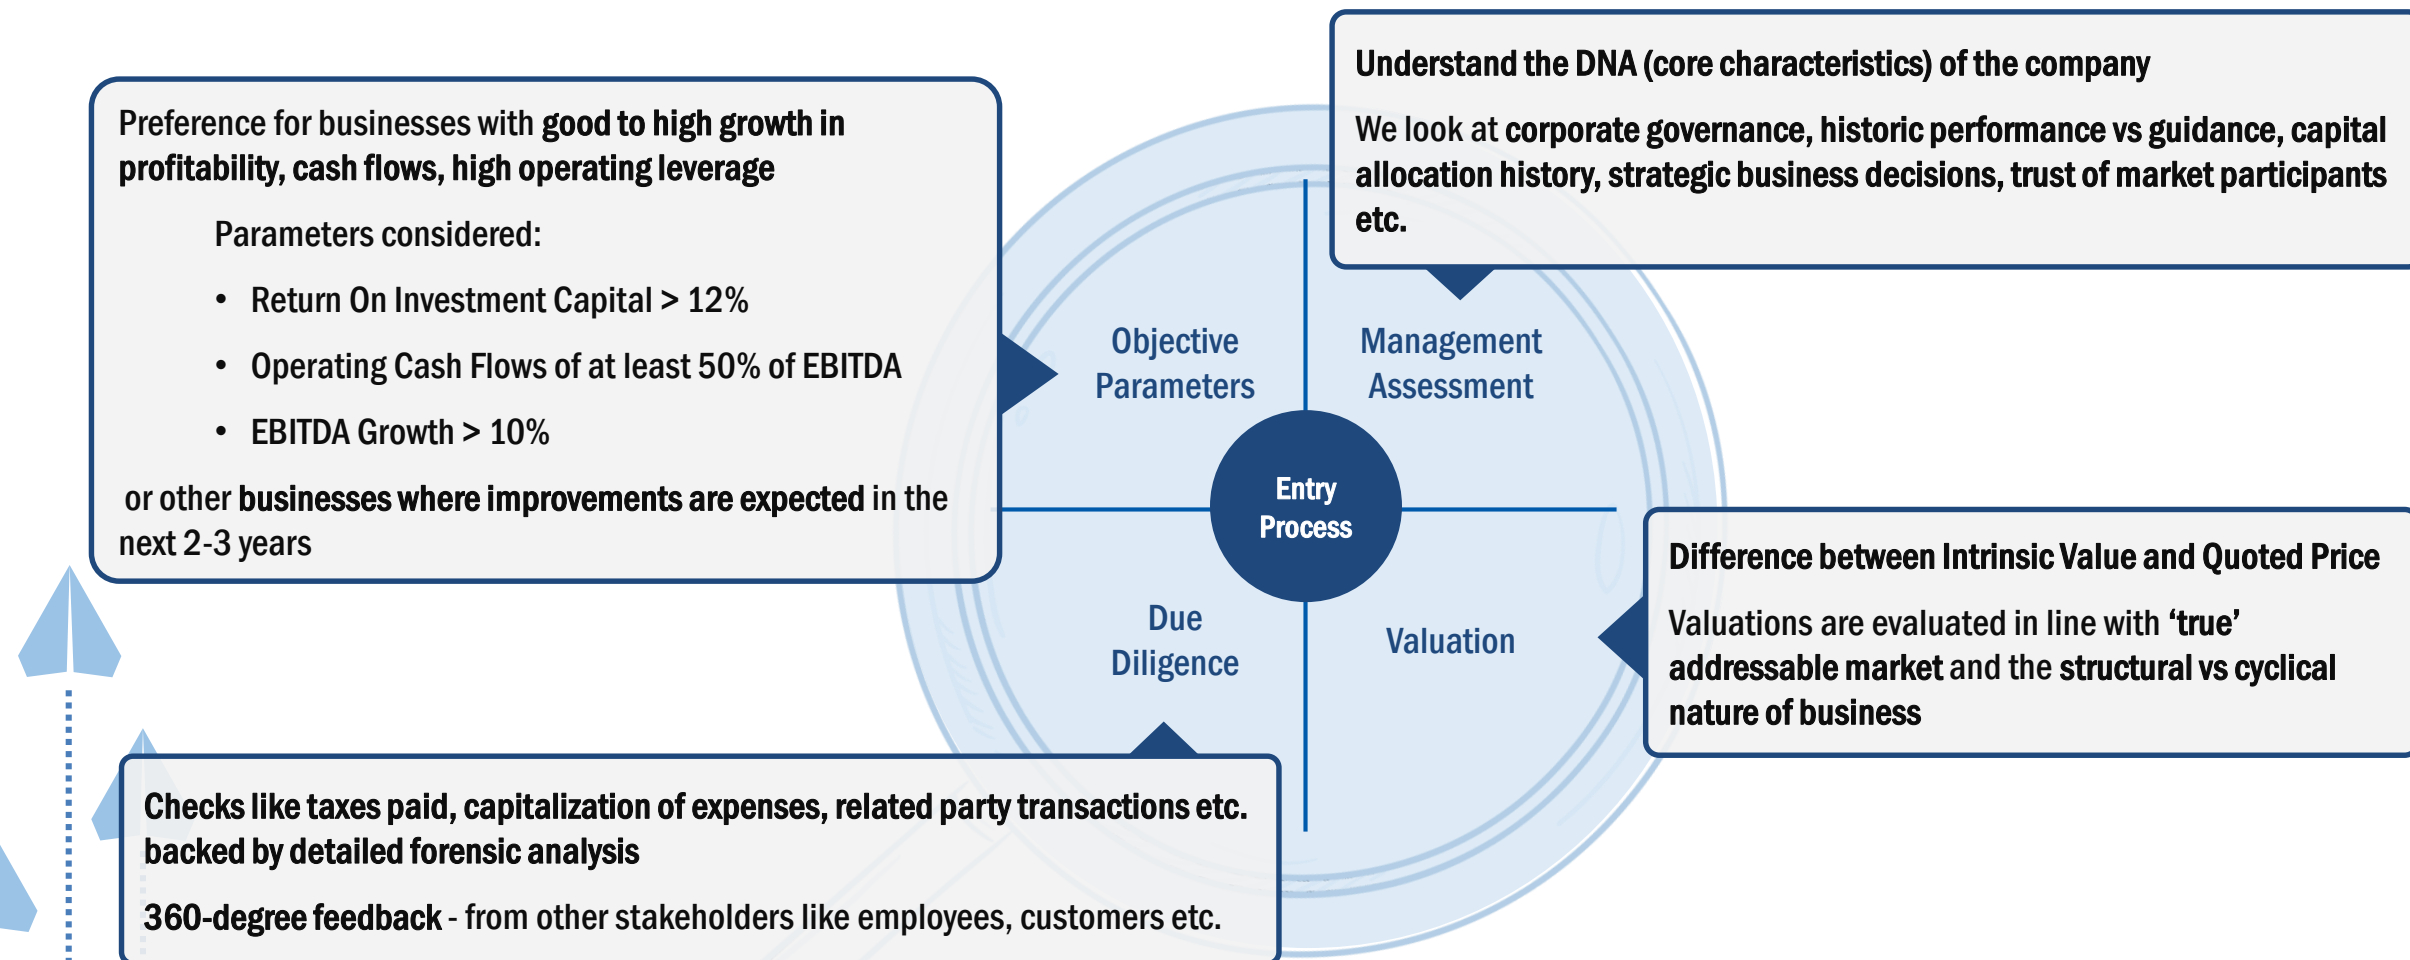 Understand the DNA (core characteristics) of the company
We look at corporate governance, historic performance vs guidance, capital
allocation history, strategic business decisions, trust of market participants
etc.
Preference for businesses with good to high growth in
profitability, cash flows, high operating leverage
Parameters considered:
• Return On Investment Capital > 12%
• Operating Cash Flows of at least 50% of EBITDA
• EBITDA Growth > 10%
or other businesses where improvements are expected in the
next 2-3 years
Objective
Parameters
Management
Assessment
Entry
Process
Due
Diligence
Valuation
Difference between Intrinsic Value and Quoted Price
Valuations are evaluated in line with ‘true’
addressable market and the structural vs cyclical
nature of business
Checks like taxes paid, capitalization of expenses, related party transactions etc.
backed by detailed forensic analysis
360-degree feedback - from other stakeholders like employees, customers etc.